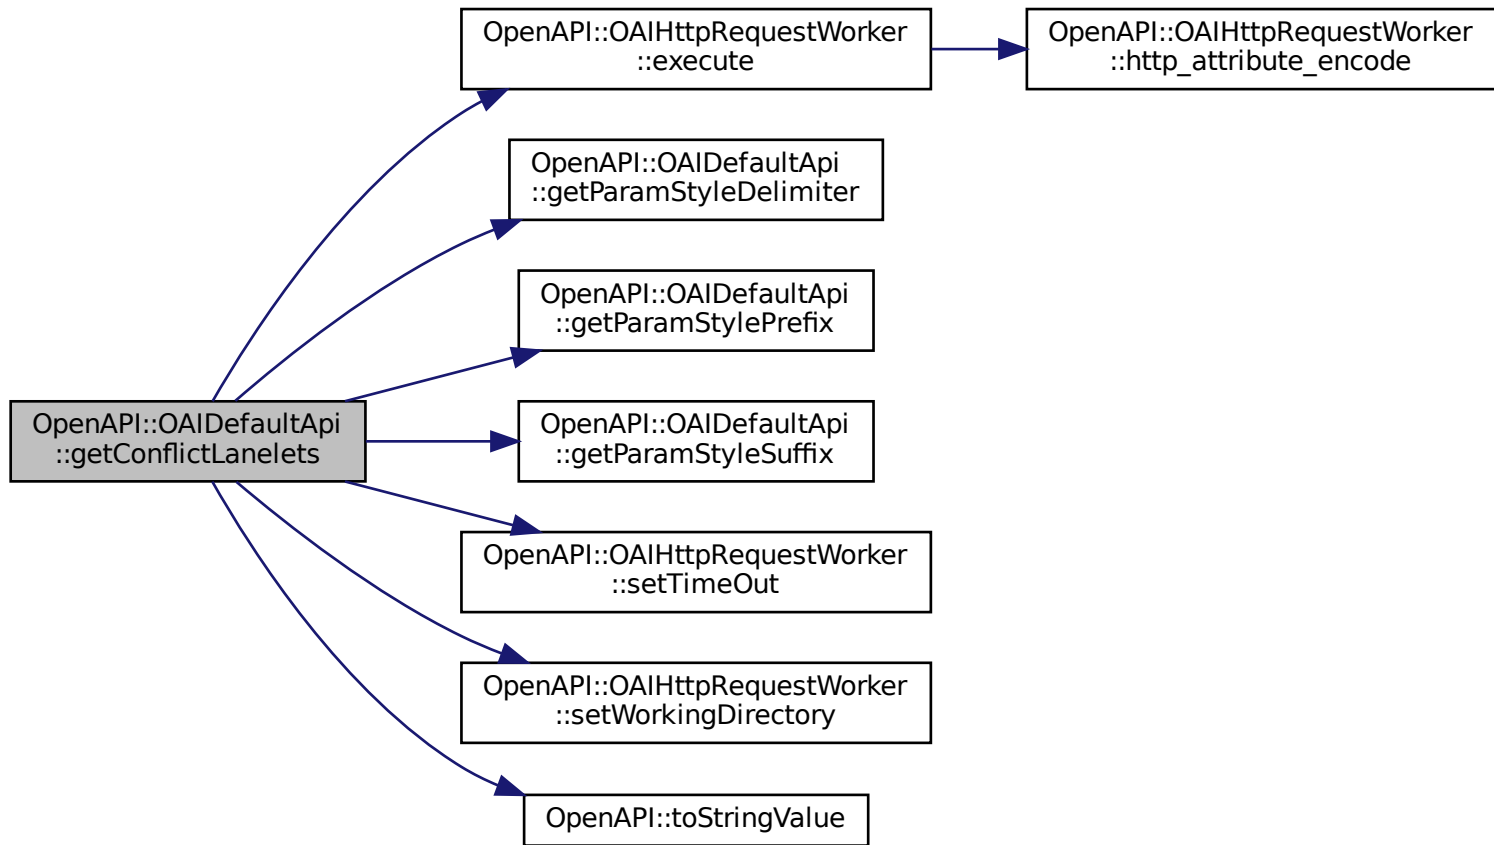 OpenAPI::OAIHttpRequestWorker
::execute
OpenAPI::OAIHttpRequestWorker
::http_attribute_encode
OpenAPI::OAIDefaultApi
::getParamStyleDelimiter
OpenAPI::OAIDefaultApi
::getParamStylePrefix
OpenAPI::OAIDefaultApi
::getConflictLanelets
OpenAPI::OAIDefaultApi
::getParamStyleSuffix
OpenAPI::OAIHttpRequestWorker
::setTimeOut
OpenAPI::OAIHttpRequestWorker
::setWorkingDirectory
OpenAPI::toStringValue